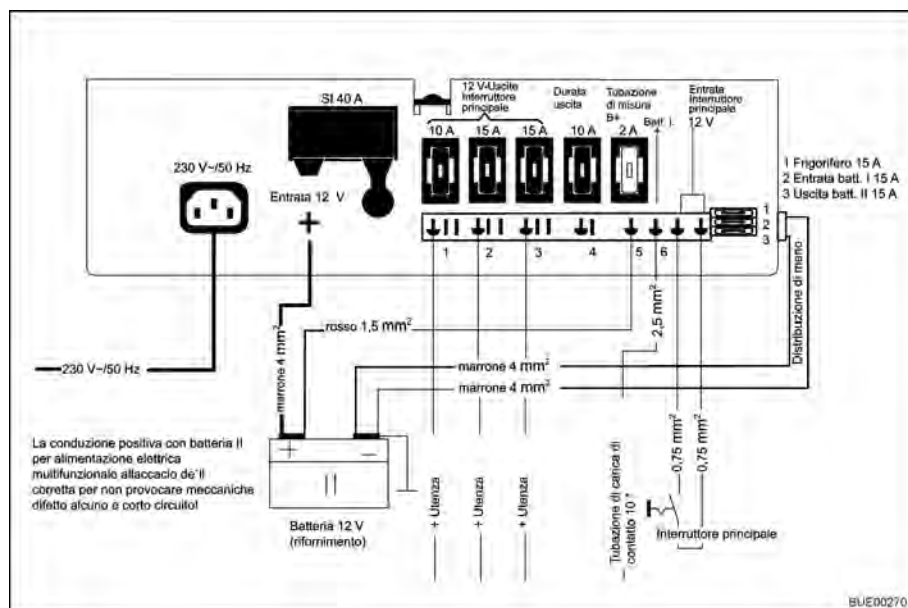 SI 40 A
12 V-Uscite
Interruttore
principale
10 A
15 A
15 A
Durata
uscita
10 A
Tubazione
di misura
B+
2 A
Batt. I.
+
Entrata
Interruttore
principale
12 V
1 Frigorifero 15 A
2 Entrata batt. I 15 A
3 Uscita batt. II 15 A
230 V~/50 Hz
Entrata 12 V
+
1
2
3
1
2
3
4
5
6
Distribuzione di meno
rosso 1,5 mm²
2,5 mm²
marrone 4 mm²
230 V~/50 Hz
marrone 4 mm²
marrone 4 mm²
0,75 mm²
0,75 mm²
La conduzione positiva con batteria II
per alimentazione elettrica
multifunzionale attaccacio de'll
corretta per non provocare meccaniche
difetto alcuno e corto circuito!
+
–
II
Batteria 12 V
(rifornimento)
+ Utenza
+ Utenza
+ Utenza
Tubazione di carica di
contatto 10
Interruttore principale
BUE00270